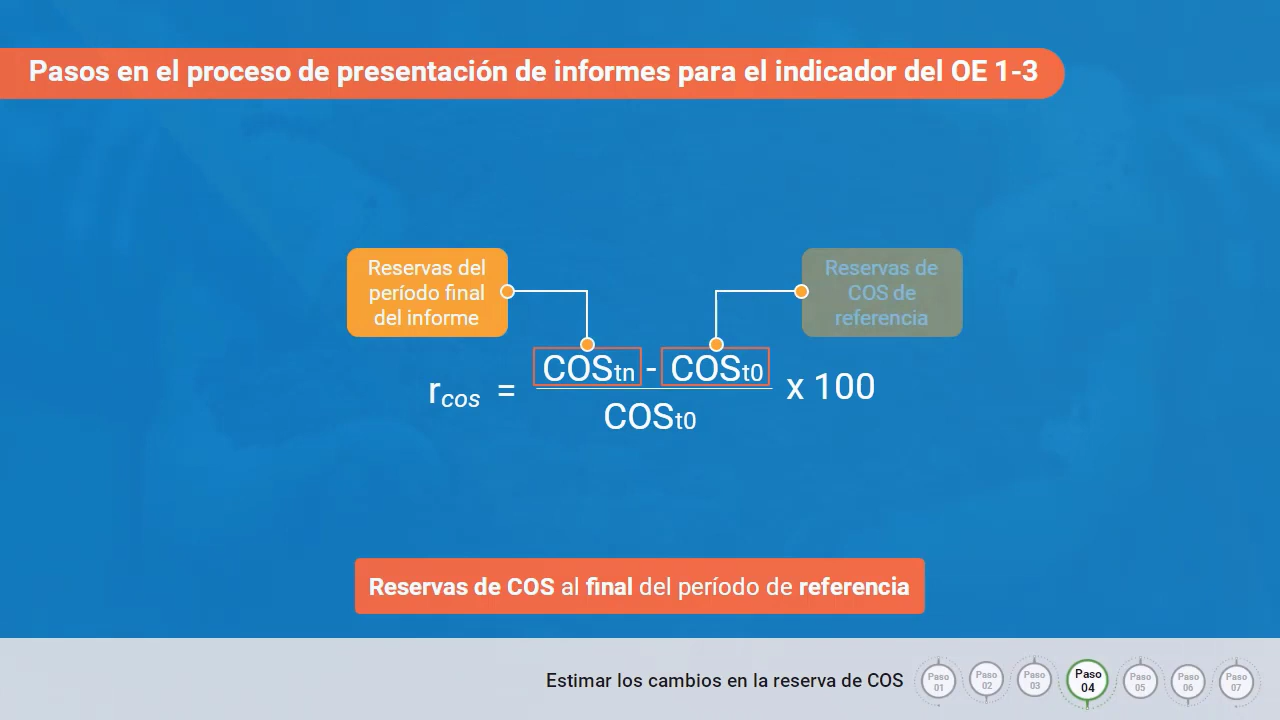 Pasos en el proceso de presentación de informes para el indicador del OE 1-3
Reservas del
período final
del informe
Reservas de
COS de
referencia
rcos = COStn - COSt0 x 100
COSt0
Reservas de COS al final del período de referencia
Estimar los cambios en la reserva de COS
Paso
01
Paso
02
Paso
03
Paso
04
Paso
05
Paso
06
Paso
07